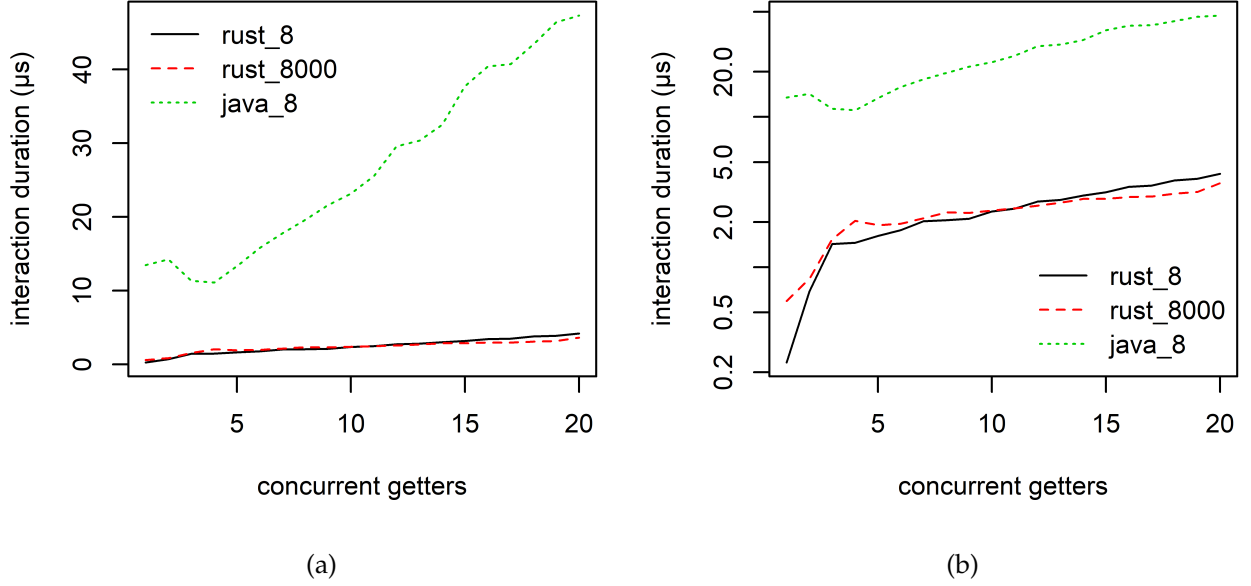 interaction duration (μs)
0
10
20
30
40
rust_8
rust_8000
java_8
5
10
15
20
concurrent getters
(a)
interaction duration (μs)
0.2
0.5
2.0
5.0
20.0
rust_8
rust_8000
java_8
5
10
15
20
concurrent getters
(b)